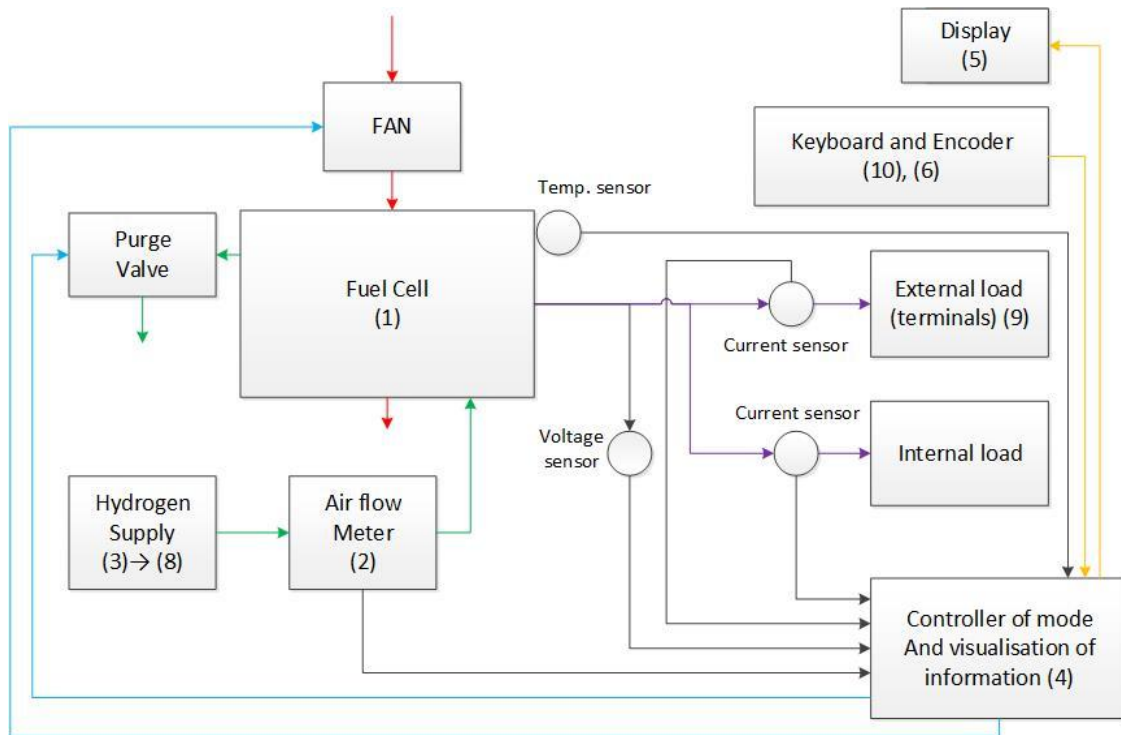 Display
(5)
FAN
Keyboard and Encoder
(10), (6)
Temp. sensor
Purge
Valve
Fuel Cell
(1)
External load
(terminals) (9)
Current sensor
Current sensor
Voltage
sensor
Internal load
Hydrogen
Supply
(3)→ (8)
Air flow
Meter
(2)
Controller of mode
And visualisation of
information (4)